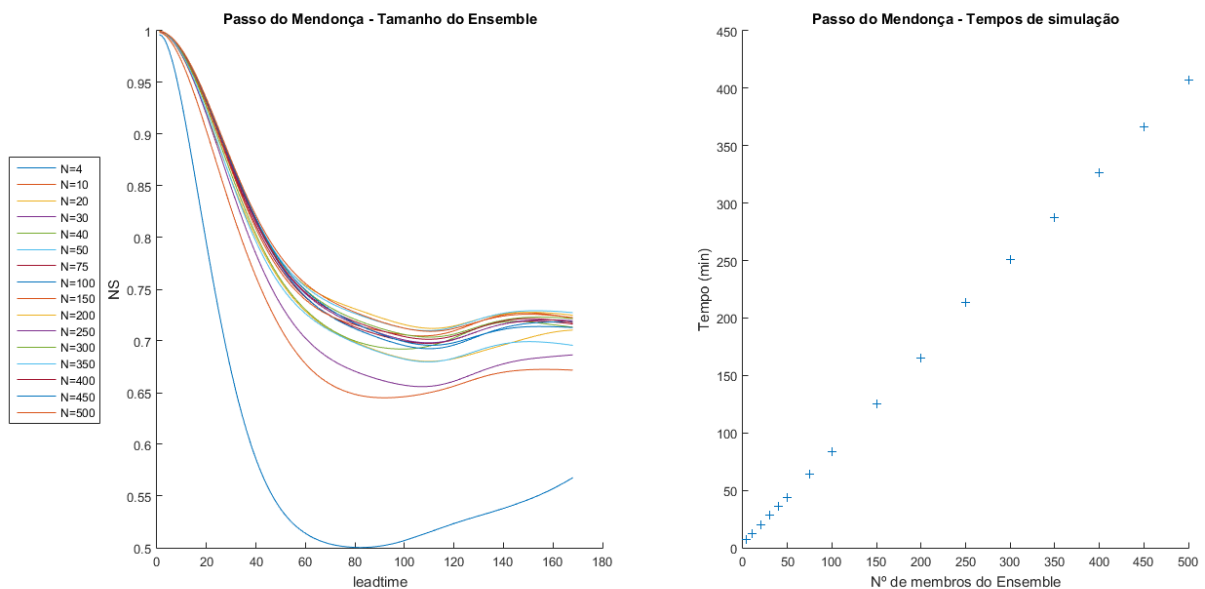 Passo do Mendonça - Tamanho do Ensemble
1
0.95
0.9
0.85
0.8
0.75
0.7
0.65
0.6
0.55
0.5
NS
0 20 40 60 80 100 120 140 160 180
leadtime
N=4
N=10
N=20
N=30
N=40
N=50
N=75
N=100
N=150
N=200
N=250
N=300
N=350
N=400
N=450
N=500
Passo do Mendonça - Tempos de simulação
450
400
350
300
250
200
150
100
50
0
Tempo (min)
0 50 100 150 200 250 300 350 400 450 500
Nº de membros do Ensemble